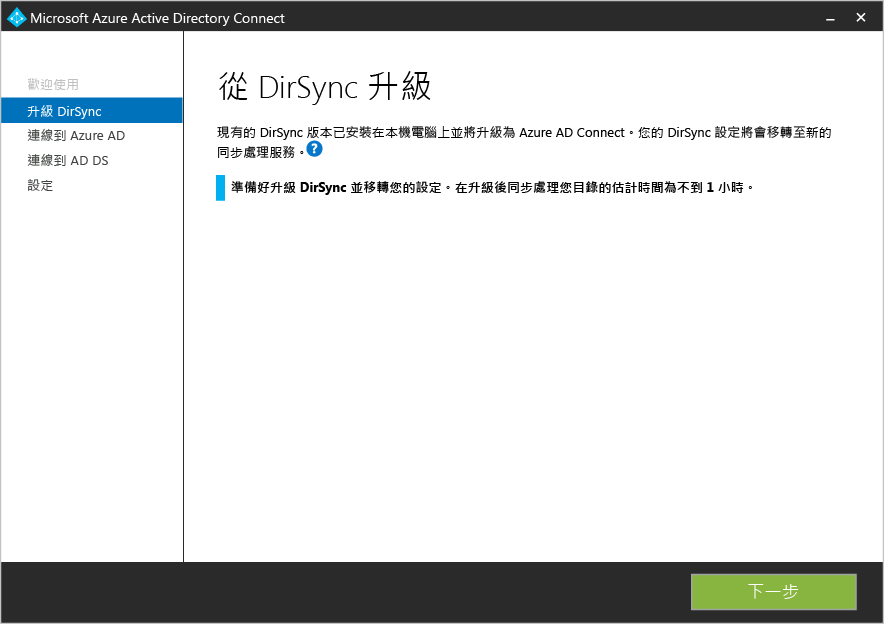 Microsoft Azure Active Directory Connect
歡迎使用
升級 DirSync
連線到 Azure AD
連線到 AD DS
設定
從 DirSync 升級
現有的 DirSync 版本已安裝在本機電腦上並將升級為 Azure AD Connect。您的 DirSync 設定將會移轉至新的
同步處理服務。?
準備好升級 DirSync 並移轉您的設定。在升級後同步處理您目錄的估計時間為不到 1 小時。
下一步